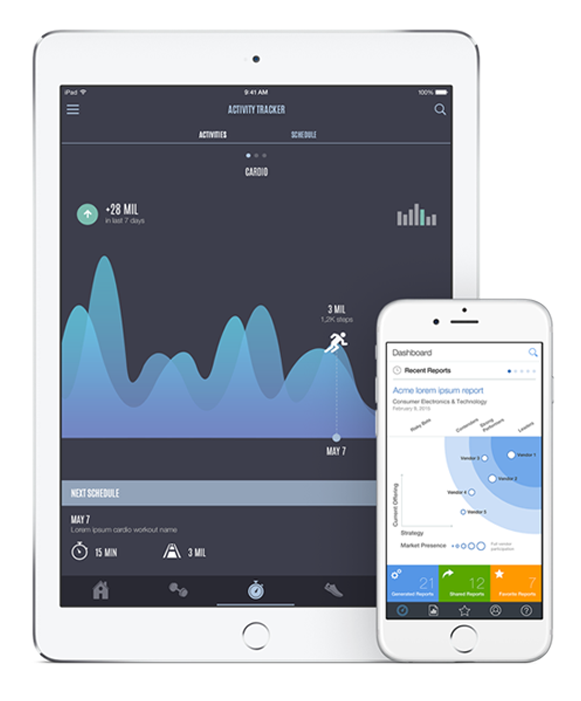 iPad 9:41 AM 100%
ACTIVITY TRACKER
ACTIVITIES SCHEDULE
CARDIO
+28 MIL
in last 7 days
3 MIL
1,2K steps
MAY 7
NEXT SCHEDULE
MAY 7
Lorem ipsum cardio workout name
15 MIN 3 MIL
Dashboard
Recent Reports
Acme lorem ipsum report
Consumer Electronics & Technology
February 9, 2015
Risky Bets Contenders Strong Performers Leaders
Vendor 1
Vendor 3
Vendor 2
Vendor 4
Vendor 5
Current Offering
Strategy
Market Presence Full vendor
participation
21 12 7
Generated Reports Shared Reports Favorite Reports